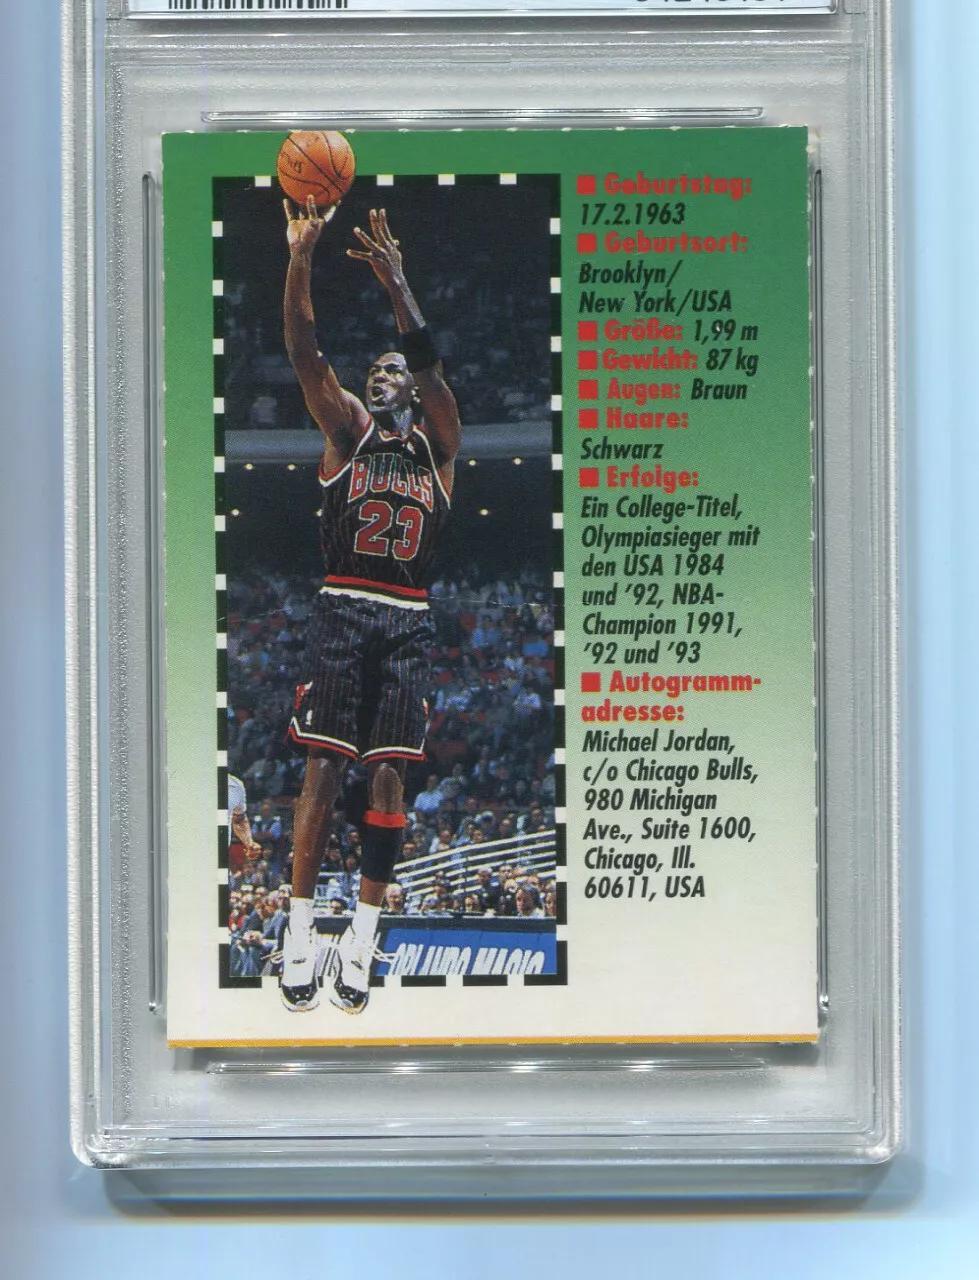 ■ Geburtstag:
17.2.1963
■ Geburtsort:
Brooklyn/
New York/USA
■ Größe: 1,99 m
■ Gewicht: 87 kg
■ Augen: Braun
■ Haare:
Schwarz
■ Erfolge:
Ein College-Titel,
Olympiasieger mit
den USA 1984
und '92, NBA-
Champion 1991,
'92 und '93
■ Autogramm-
adresse:
Michael Jordan,
c/o Chicago Bulls,
980 Michigan
Ave., Suite 1600,
Chicago, Ill.
60611, USA
BULLS
23
ORLANDO MAGIC